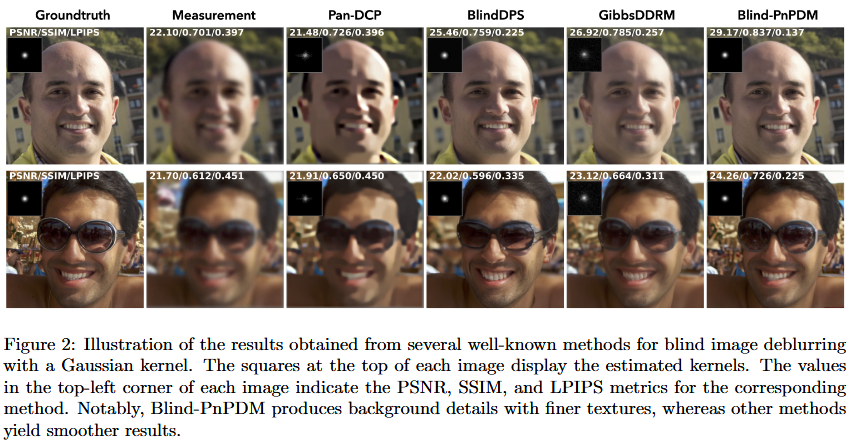 Groundtruth Measurement Pan-DCP BlindDPS GibbsDDRM Blind-PnPDM
PSNR/SSIM/LPIPS 22.10/0.701/0.397 21.48/0.726/0.396 25.46/0.759/0.225 26.92/0.785/0.257 29.17/0.837/0.137
PSNR/SSIM/LPIPS 21.70/0.612/0.451 21.91/0.650/0.450 22.02/0.596/0.335 23.12/0.664/0.311 24.26/0.726/0.225
Figure 2: Illustration of the results obtained from several well-known methods for blind image deblurring
with a Gaussian kernel. The squares at the top of each image display the estimated kernels. The values
in the top-left corner of each image indicate the PSNR, SSIM, and LPIPS metrics for the corresponding
method. Notably, Blind-PnPDM produces background details with finer textures, whereas other methods
yield smoother results.